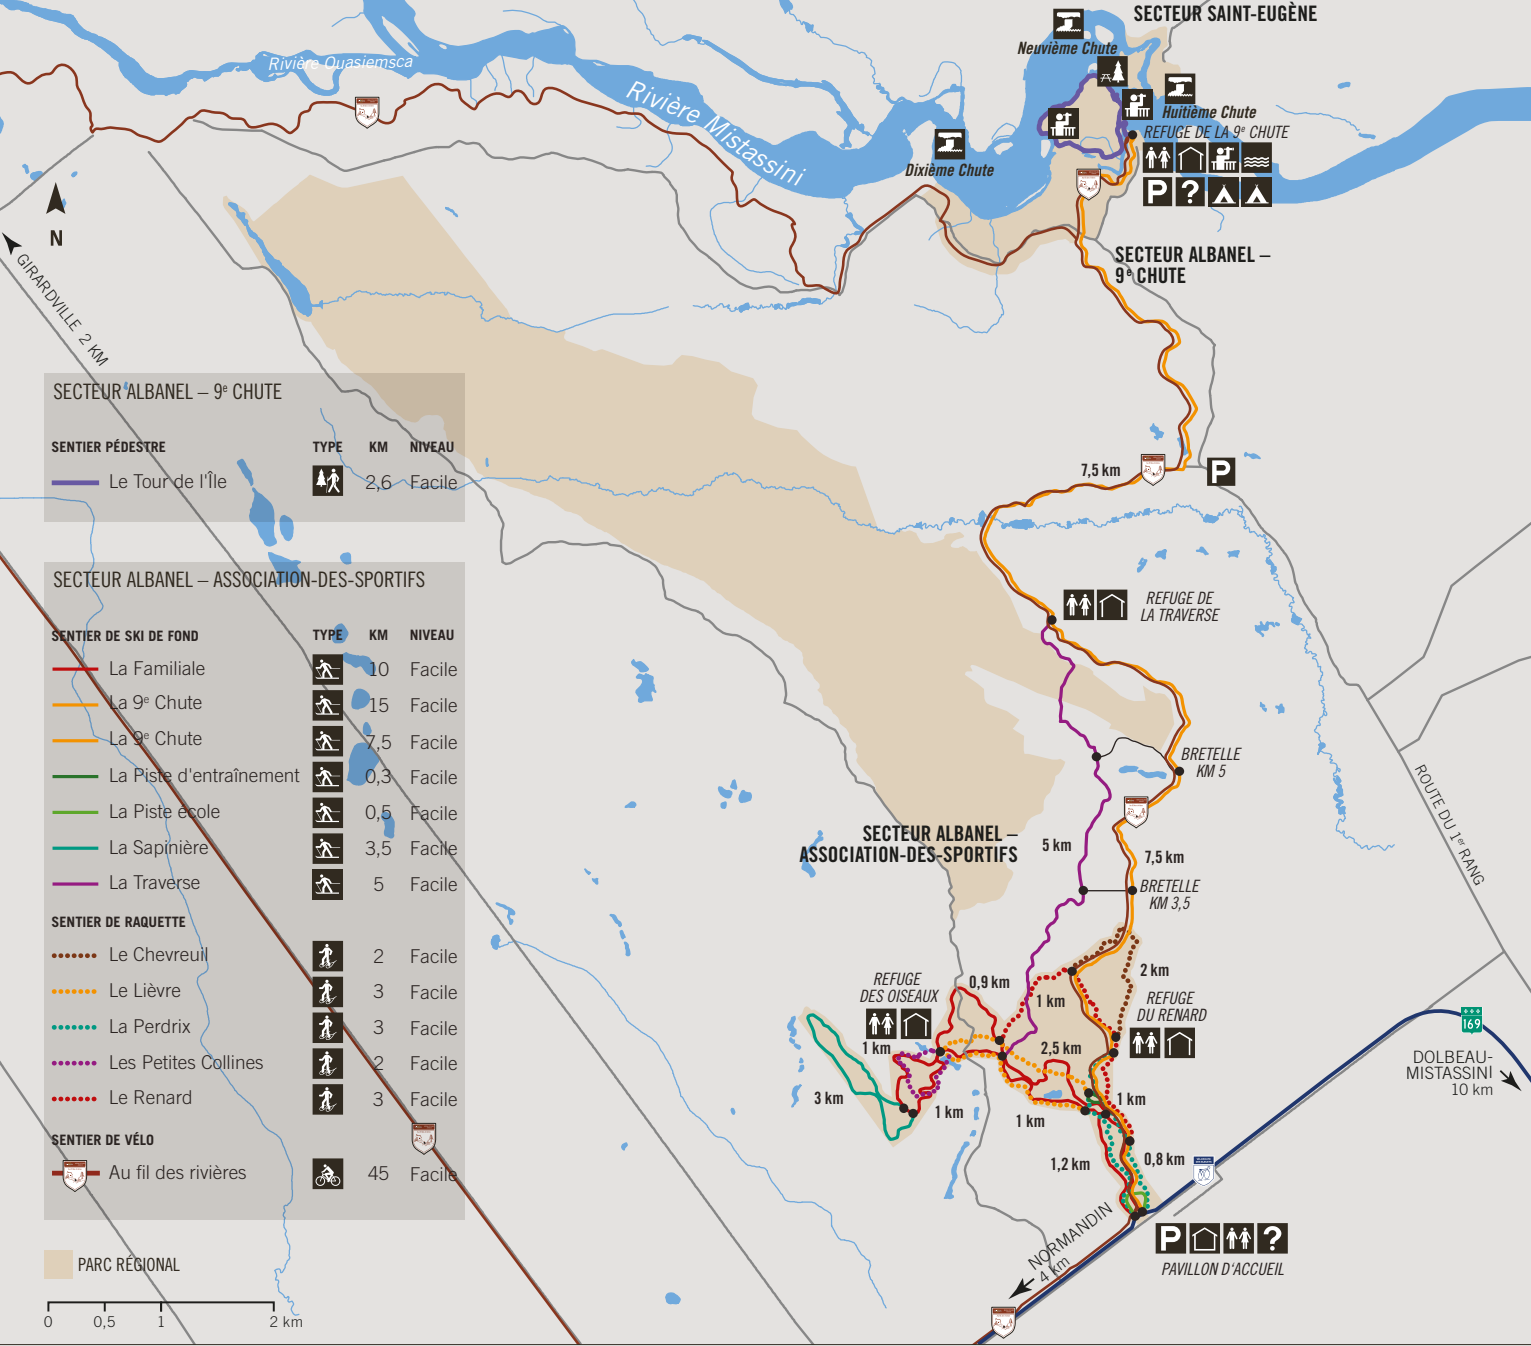 SECTEUR SAINT-EUGÈNE
Neuvième Chute
Rivière Ouasiemsca
Rivière Mistassini
Huitième Chute
REFUGE DE LA 9e CHUTE
Dixième Chute
P ?
N
SECTEUR ALBANEL –
9e CHUTE
GIRARDVILLE 2 KM
SECTEUR ALBANEL – 9e CHUTE
SENTIER PÉDESTRE TYPE KM NIVEAU
Le Tour de l'Île 2,6 Facile
7,5 km
P
SECTEUR ALBANEL – ASSOCIATION-DES-SPORTIFS
SENTIER DE SKI DE FOND TYPE KM NIVEAU
La Familiale 10 Facile
La 9e Chute 15 Facile
La 9e Chute 7,5 Facile
La Piste d'entraînement 0,3 Facile
La Piste école 0,5 Facile
La Sapinière 3,5 Facile
La Traverse 5 Facile
SENTIER DE RAQUETTE
Le Chevreuil 2 Facile
Le Lièvre 3 Facile
La Perdrix 3 Facile
Les Petites Collines 2 Facile
Le Renard 3 Facile
SENTIER DE VÉLO
Au fil des rivières 45 Facile
PARC RÉGIONAL
0 0,5 1 2 km
REFUGE DE
LA TRAVERSE
BRETELLE
KM 5
ROUTE DU 1er RANG
SECTEUR ALBANEL –
ASSOCIATION-DES-SPORTIFS
5 km
7,5 km
BRETELLE
KM 3,5
REFUGE
DES OISEAUX
0,9 km
2 km
1 km
REFUGE
DU RENARD
169
1 km
2,5 km
DOLBEAU-
MISTASSINI
10 km
3 km
1 km
1 km
1 km
1,2 km
0,8 km
NORMANDIN
4 km
P ?
PAVILLON D'ACCUEIL